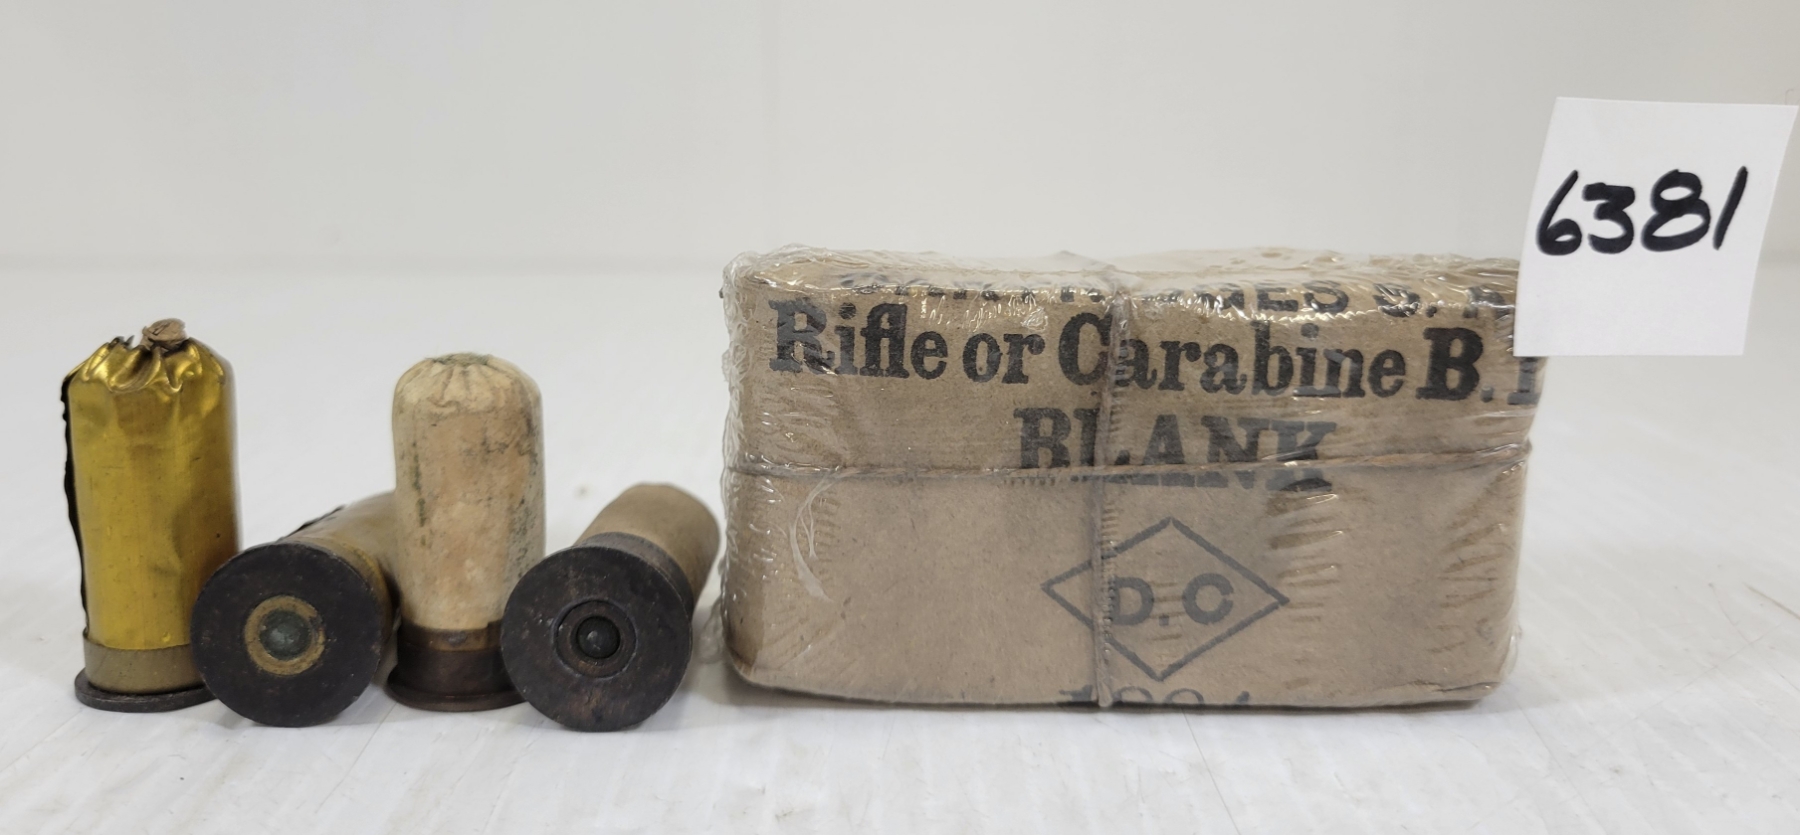 6381
Rifle or Carabine B.
BLANK
D.C